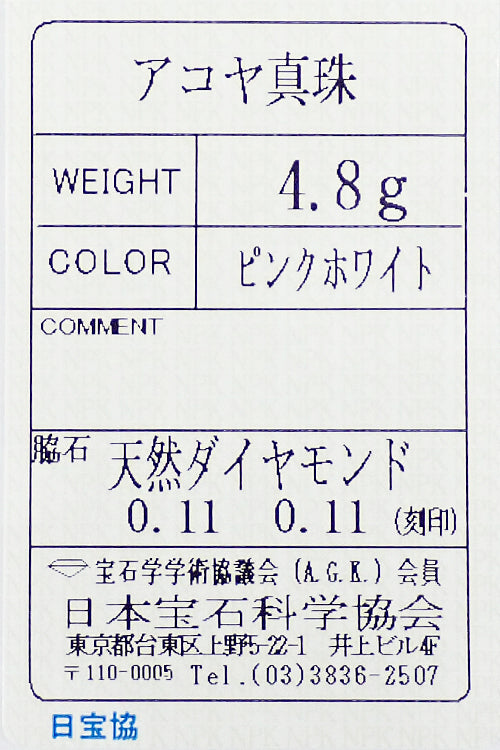 アコヤ真珠
WEIGHT 4.8g
COLOR ピンクホワイト
COMMENT
脇石 天然ダイヤモンド
0.11 0.11 (刻印)
宝石学学術協議会(A.G.K.)会員
日本宝石科学協会
東京都台東区上野5-22-1 井上ビル4F
〒110-0005 Tel.(03)3836-2507
日宝協